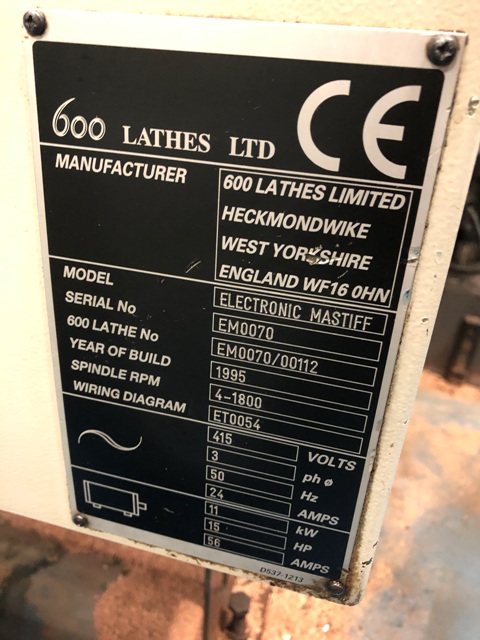 600 LATHES LTD CE
MANUFACTURER 600 LATHES LIMITED
HECKMONDWIKE
WEST YORKSHIRE
ENGLAND WF16 0HN
MODEL ELECTRONIC MASTIFF
SERIAL No EM0070
600 LATHE No EM0070/00112
YEAR OF BUILD 1995
SPINDLE RPM 4-1800
WIRING DIAGRAM ET0054
415 VOLTS
3 ph ø
50 Hz
24 AMPS
11 kW
15 HP
56 AMPS
D537-1213